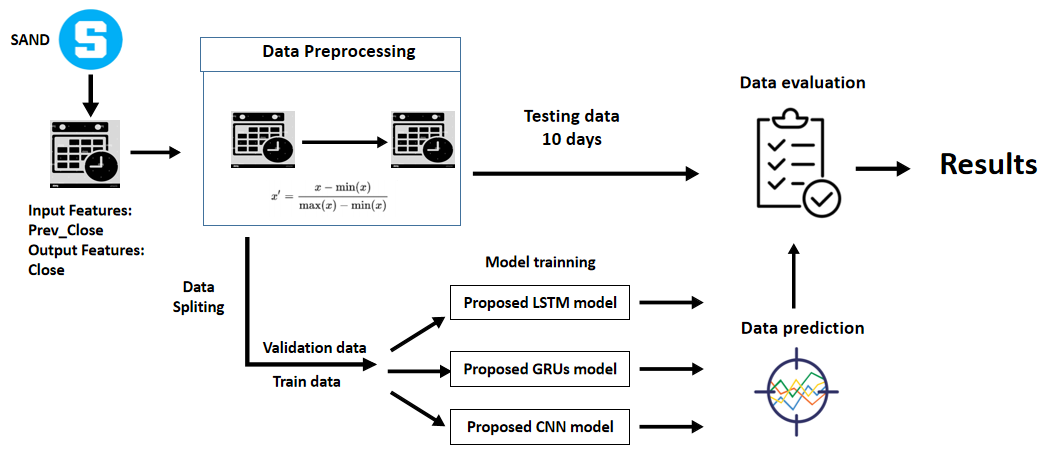 SAND
S
Data Preprocessing
x' = (x − min(x)) / (max(x) − min(x))
Input Features:
Prev_Close
Output Features:
Close
Testing data
10 days
Data evaluation
Results
Data
Spliting
Validation data
Train data
Model trainning
Proposed LSTM model
Proposed GRUs model
Proposed CNN model
Data prediction